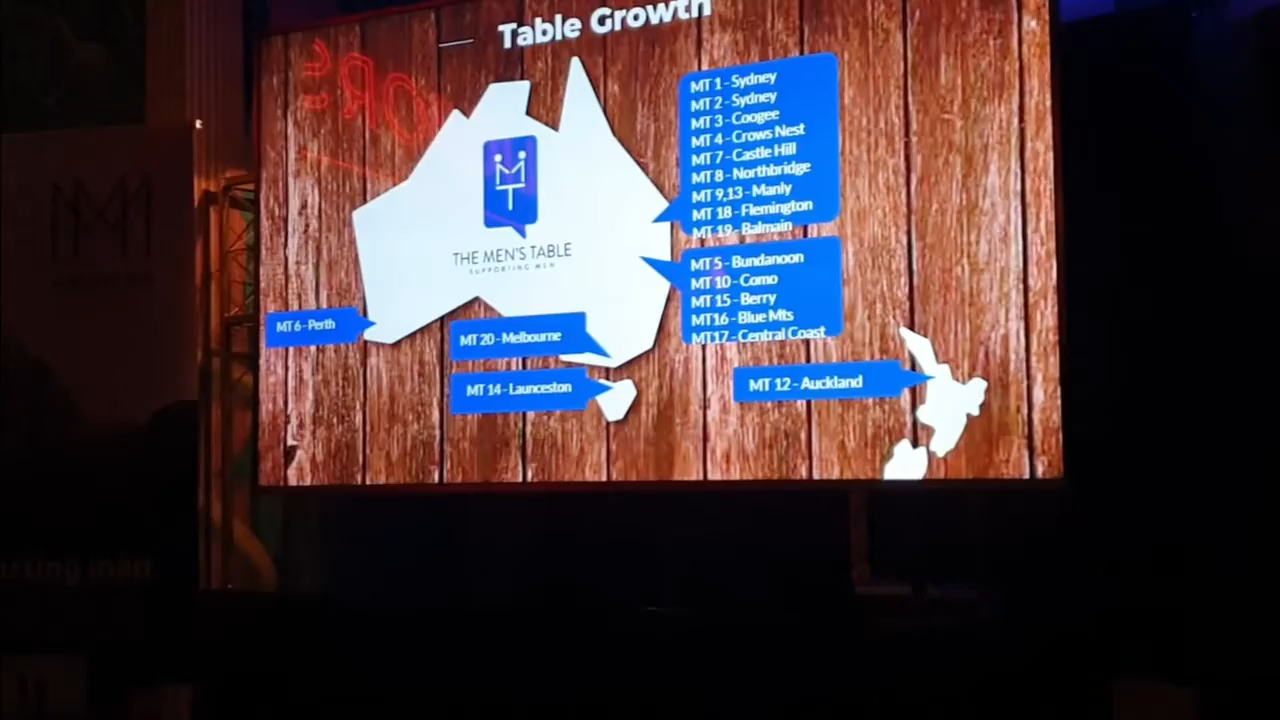 Table Growth
MT 1 - Sydney
MT 2 - Sydney
MT 3 - Coogee
MT 4 - Crows Nest
MT 7 - Castle Hill
MT 8 - Northbridge
MT 9,13 - Manly
MT 18 - Flemington
MT 19 - Balmain
MT
THE MEN'S TABLE
SUPPORTING MEN
MT 5 - Bundanoon
MT 10 - Como
MT 15 - Berry
MT16 - Blue Mts
MT17 - Central Coast
MT 6 - Perth
MT 20 - Melbourne
MT 14 - Launceston
MT 12 - Auckland